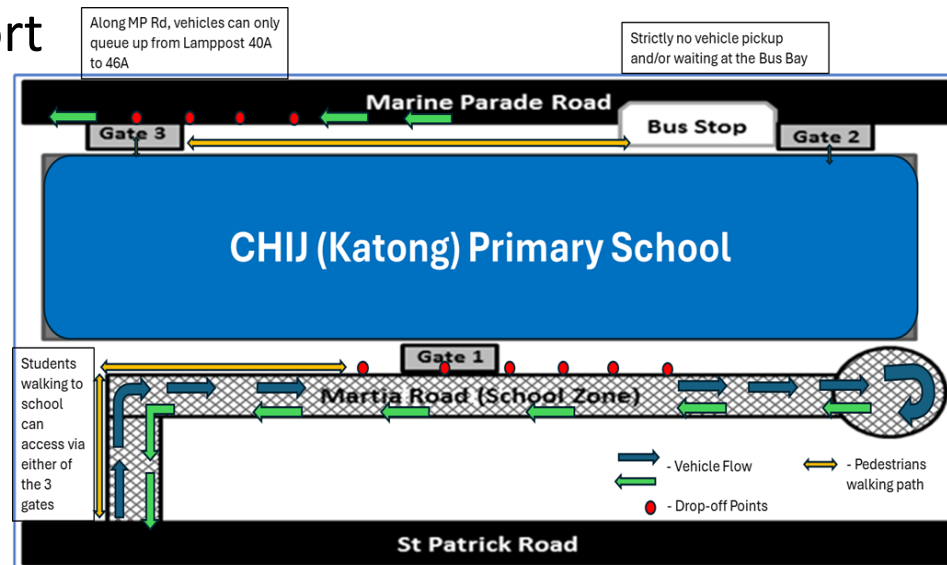 ort
Along MP Rd, vehicles can only
queue up from Lamppost 40A
to 46A
Strictly no vehicle pickup
and/or waiting at the Bus Bay
Marine Parade Road
Gate 3
Bus Stop
Gate 2
CHIJ (Katong) Primary School
Students
walking to
school
can
access via
either of
the 3
gates
Gate 1
Martia Road (School Zone)
- Vehicle Flow
- Pedestrians
walking path
- Drop-off Points
St Patrick Road